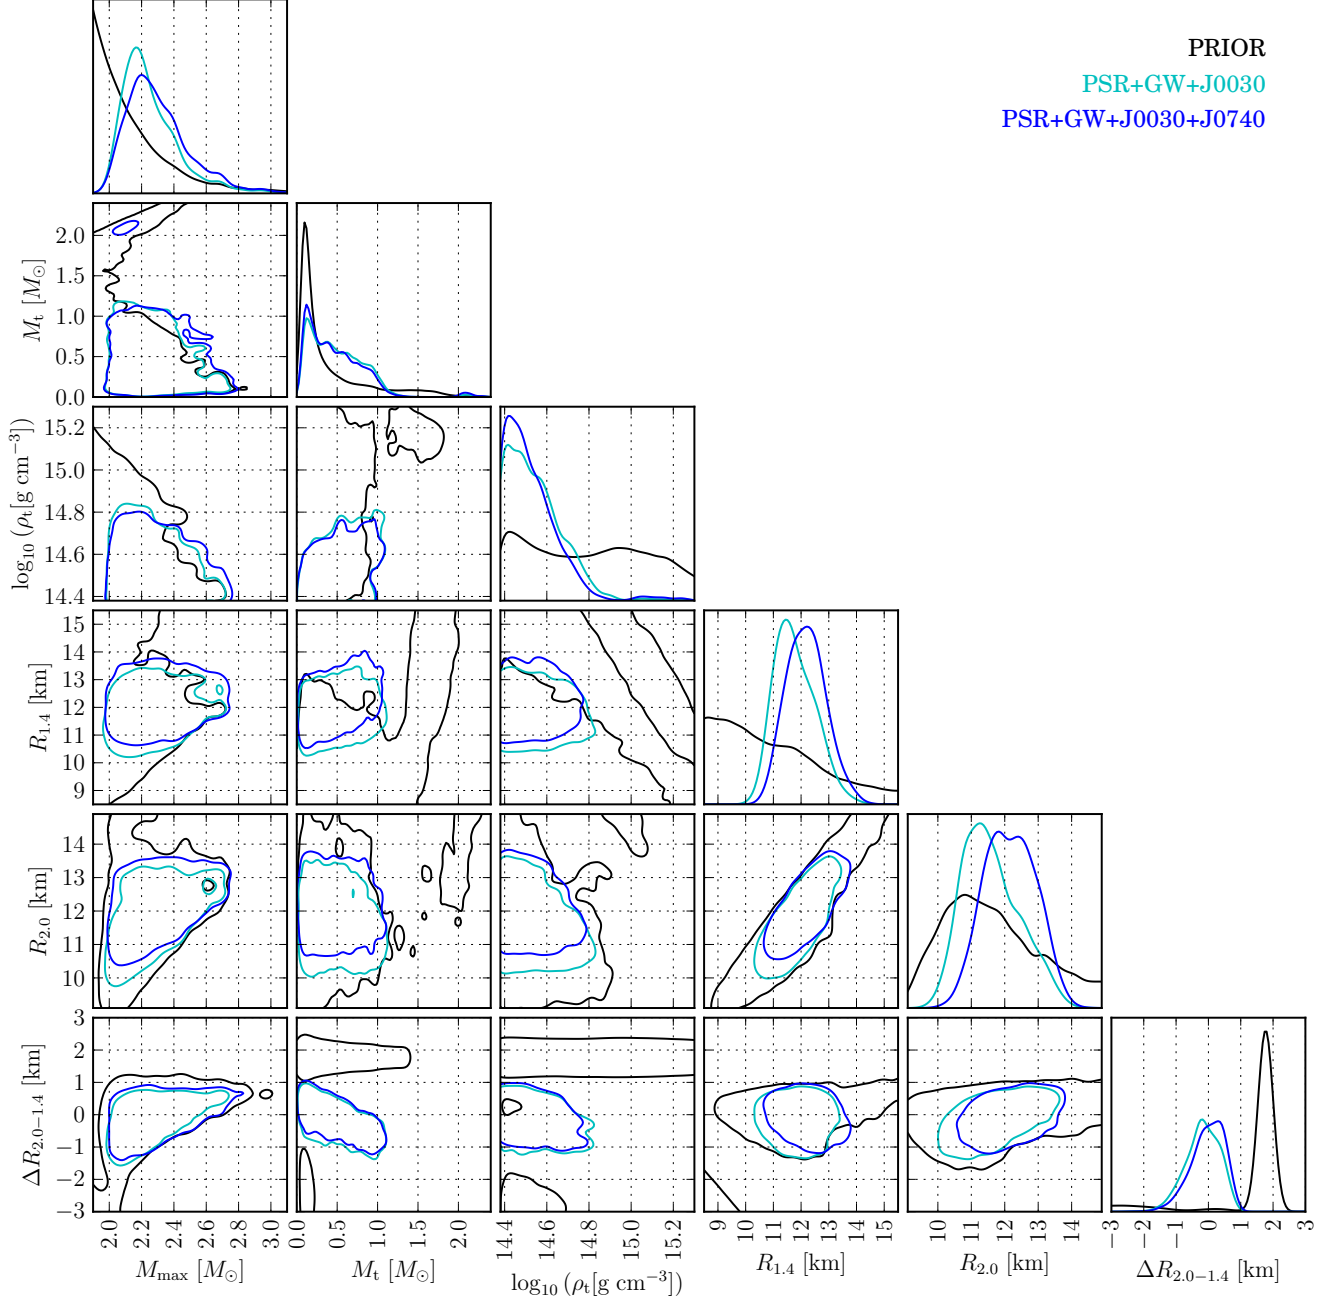 PRIOR
PSR+GW+J0030
PSR+GW+J0030+J0740
2.0
1.5
1.0
0.5
0.0
M_t [M_⊙]
15.2
15.0
14.8
14.6
14.4
log₁₀ (ρ_t[g cm⁻³])
15
14
13
12
11
10
9
R_1.4 [km]
14
13
12
11
10
R_2.0 [km]
3
2
1
0
−1
−2
−3
ΔR_2.0−1.4 [km]
2.0 2.2 2.4 2.6 2.8 3.0
M_max [M_⊙]
0.0 0.5 1.0 1.5 2.0
M_t [M_⊙]
14.4 14.6 14.8 15.0 15.2
log₁₀ (ρ_t[g cm⁻³])
9 10 11 12 13 14 15
R_1.4 [km]
10 11 12 13 14
R_2.0 [km]
−3 −2 −1 0 1 2 3
ΔR_2.0−1.4 [km]